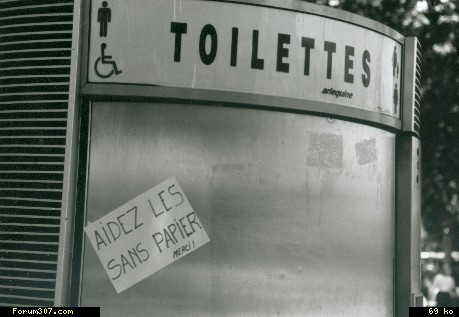 TOILETTES
arlequine
AIDEZ LES
SANS PAPIER
MERCI!
Forum307.com
69 ko